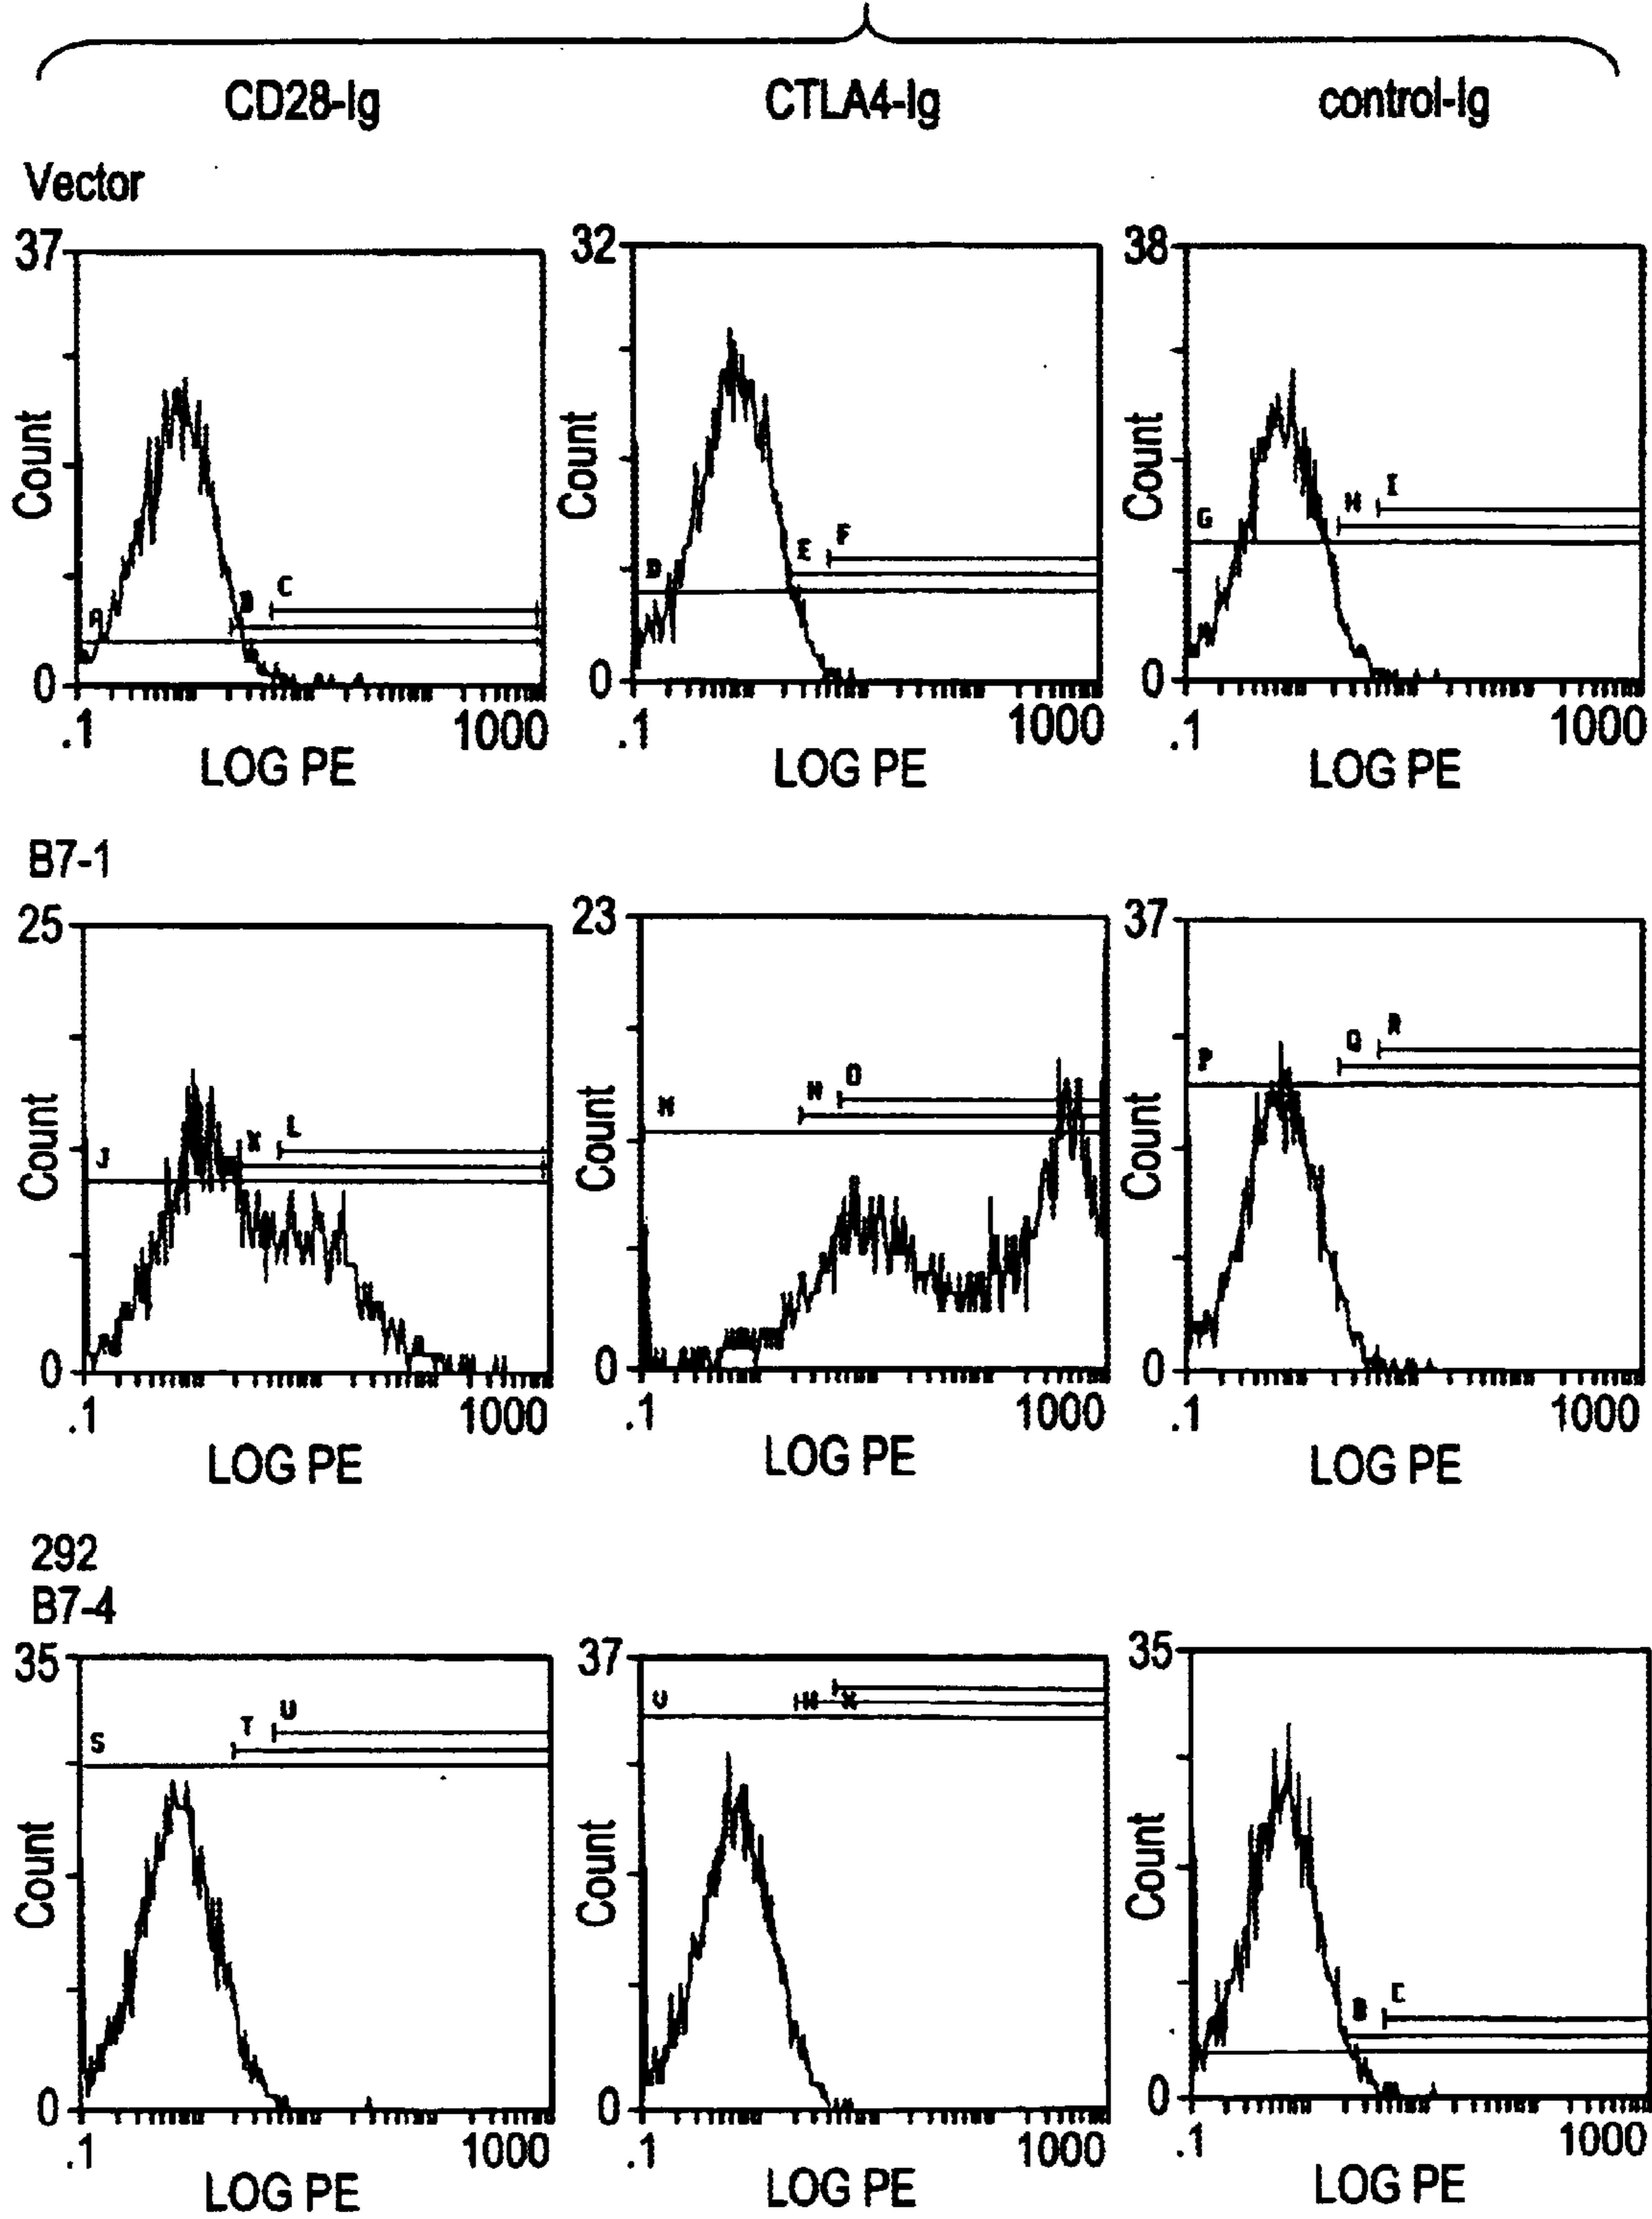 CD28-Ig CTLA4-Ig control-Ig
Vector
37 32 38
Count Count Count
A B C D E F G H I
0 0 0
.1 1000 .1 1000 .1 1000
LOG PE LOG PE LOG PE
B7-1
25 23 37
Count Count Count
J K L M N O P Q R
0 0 0
.1 1000 .1 1000 .1 1000
LOG PE LOG PE LOG PE
292
B7-4
35 37 35
Count Count Count
S T U B C
0 0 0
.1 1000 .1 1000 .1 1000
LOG PE LOG PE LOG PE